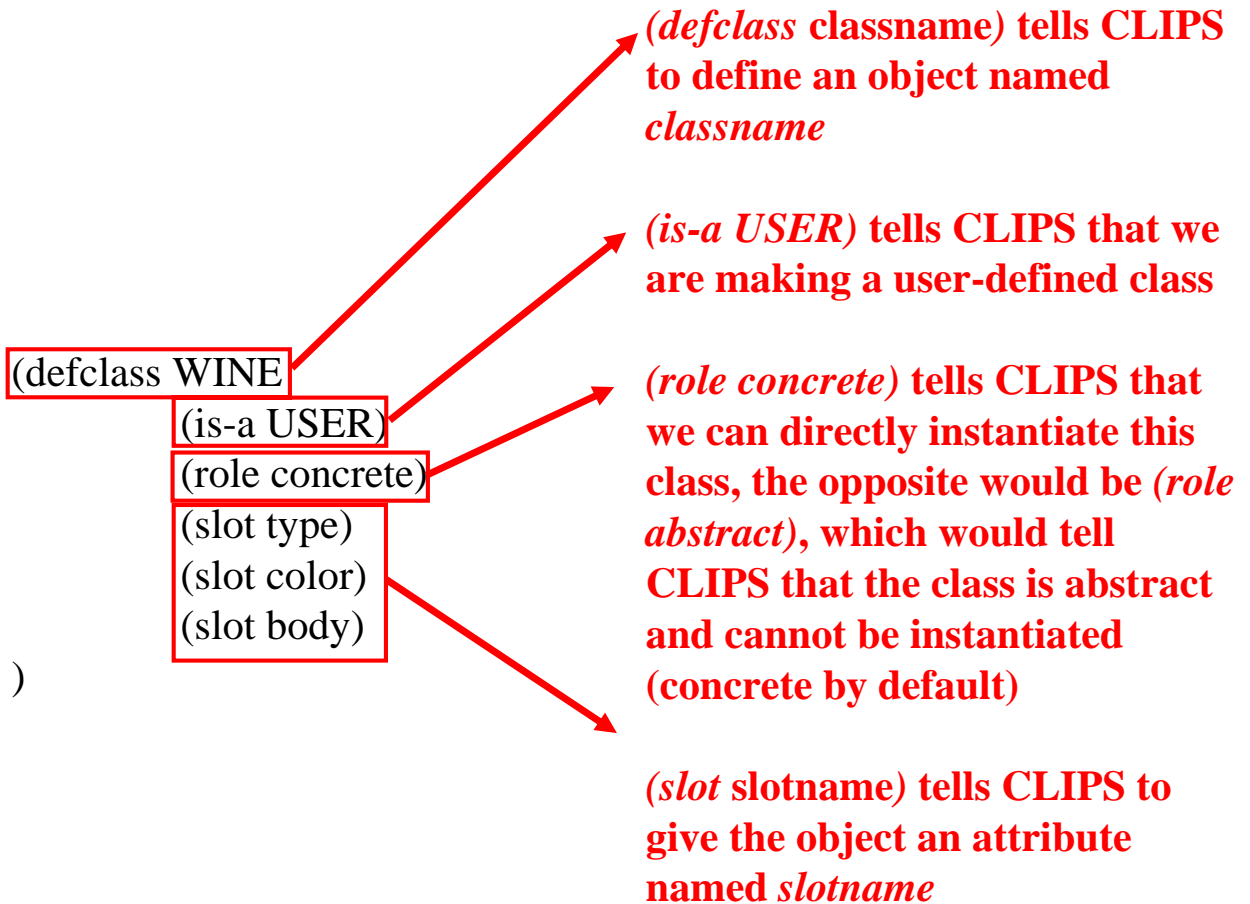 (defclass WINE
(is-a USER)
(role concrete)
(slot type)
(slot color)
(slot body)
)
(defclass classname) tells CLIPS
to define an object named
classname
(is-a USER) tells CLIPS that we
are making a user-defined class
(role concrete) tells CLIPS that
we can directly instantiate this
class, the opposite would be (role
abstract), which would tell
CLIPS that the class is abstract
and cannot be instantiated
(concrete by default)
(slot slotname) tells CLIPS to
give the object an attribute
named slotname